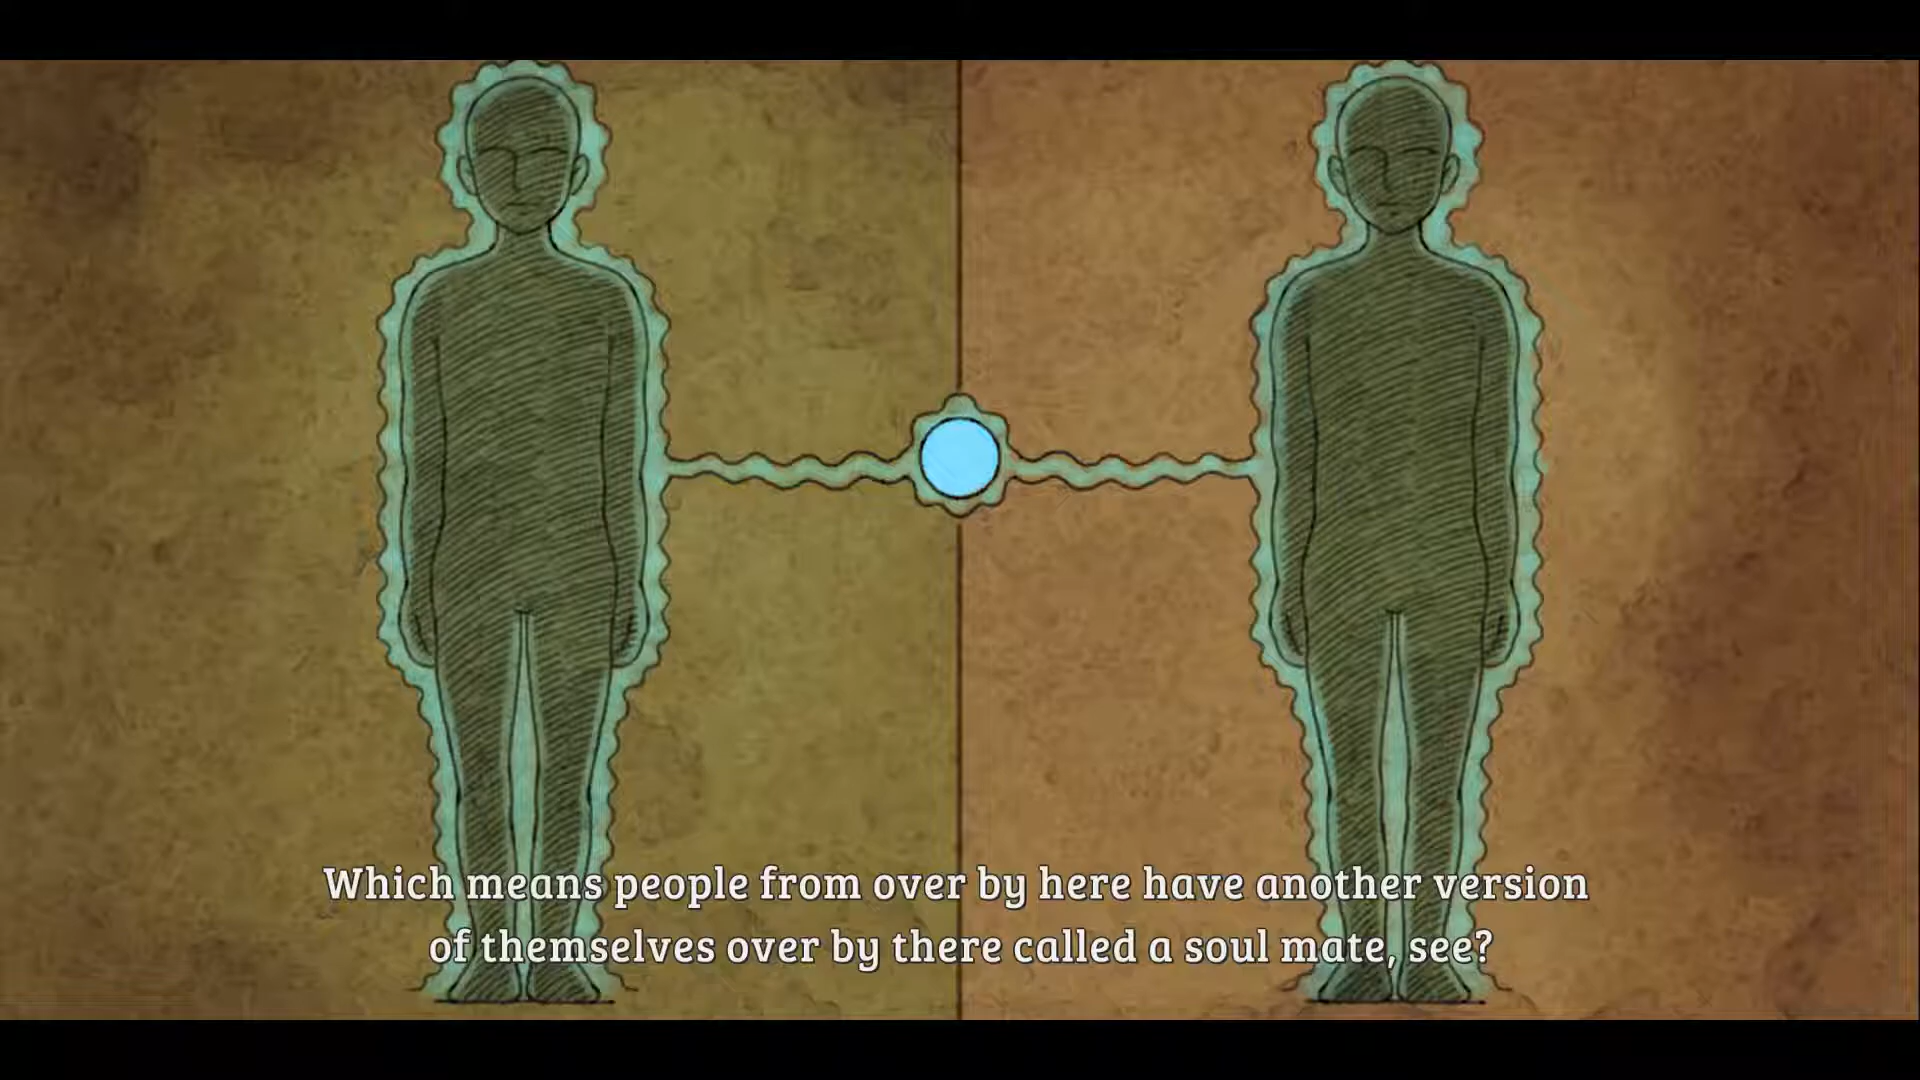 Which means people from over by here have another version
of themselves over by there called a soul mate, see?